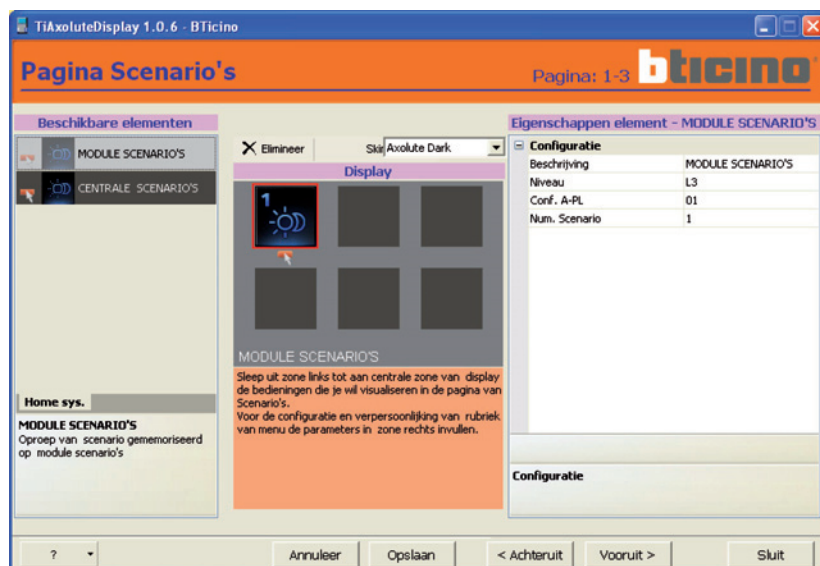 TiAxoluteDisplay 1.0.6 - BTicino
Pagina Scenario's
Pagina: 1-3
bticino
Beschikbare elementen
MODULE SCENARIO'S
CENTRALE SCENARIO'S
Home sys.
MODULE SCENARIO'S
Oproep van scenario gememoriseerd
op module scenario's
Elimineer
Skin
Axolute Dark
Display
1
MODULE SCENARIO'S
Sleep uit zone links tot aan centrale zone van display
de bedieningen die je wil visualiseren in de pagina van
Scenario's.
Voor de configuratie en verpersoonlijking van rubriek
van menu de parameters in zone rechts invullen.
Eigenschappen element - MODULE SCENARIO'S
Configuratie
Beschrijving MODULE SCENARIO'S
Niveau L3
Conf. A-PL 01
Num. Scenario 1
Configuratie
?
Annuleer
Opslaan
< Achteruit
Vooruit >
Sluit